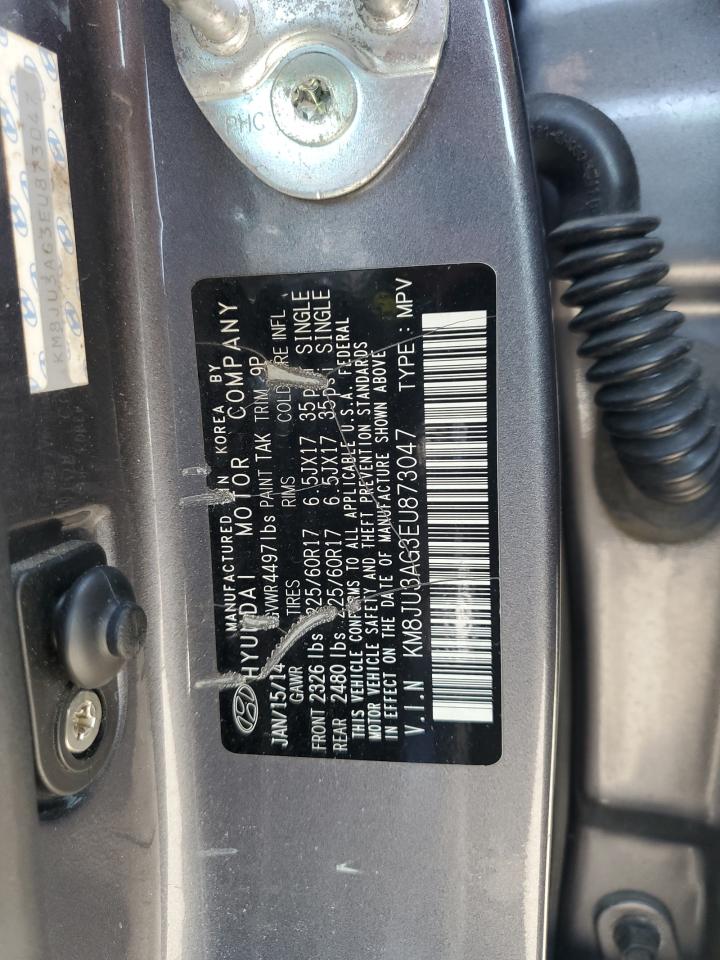 MANUFACTURED IN KOREA BY
HYUNDAI MOTOR COMPANY
JAN/15/14 GVWR 4497 lbs PAINT TAK TRIM 9P
GAWR TIRES RIMS COLD INFL
FRONT 2326 lbs 225/60R17 6.5JX17 35 psi SINGLE
REAR 2480 lbs 225/60R17 6.5JX17 35 psi SINGLE
THIS VEHICLE CONFORMS TO ALL APPLICABLE U.S.A. FEDERAL
MOTOR VEHICLE SAFETY AND THEFT PREVENTION STANDARDS
IN EFFECT ON THE DATE OF MANUFACTURE SHOWN ABOVE
V.I.N KM8JU3AG3EU873047 TYPE : MPV
KM8JU3AG3EU873047
PHC